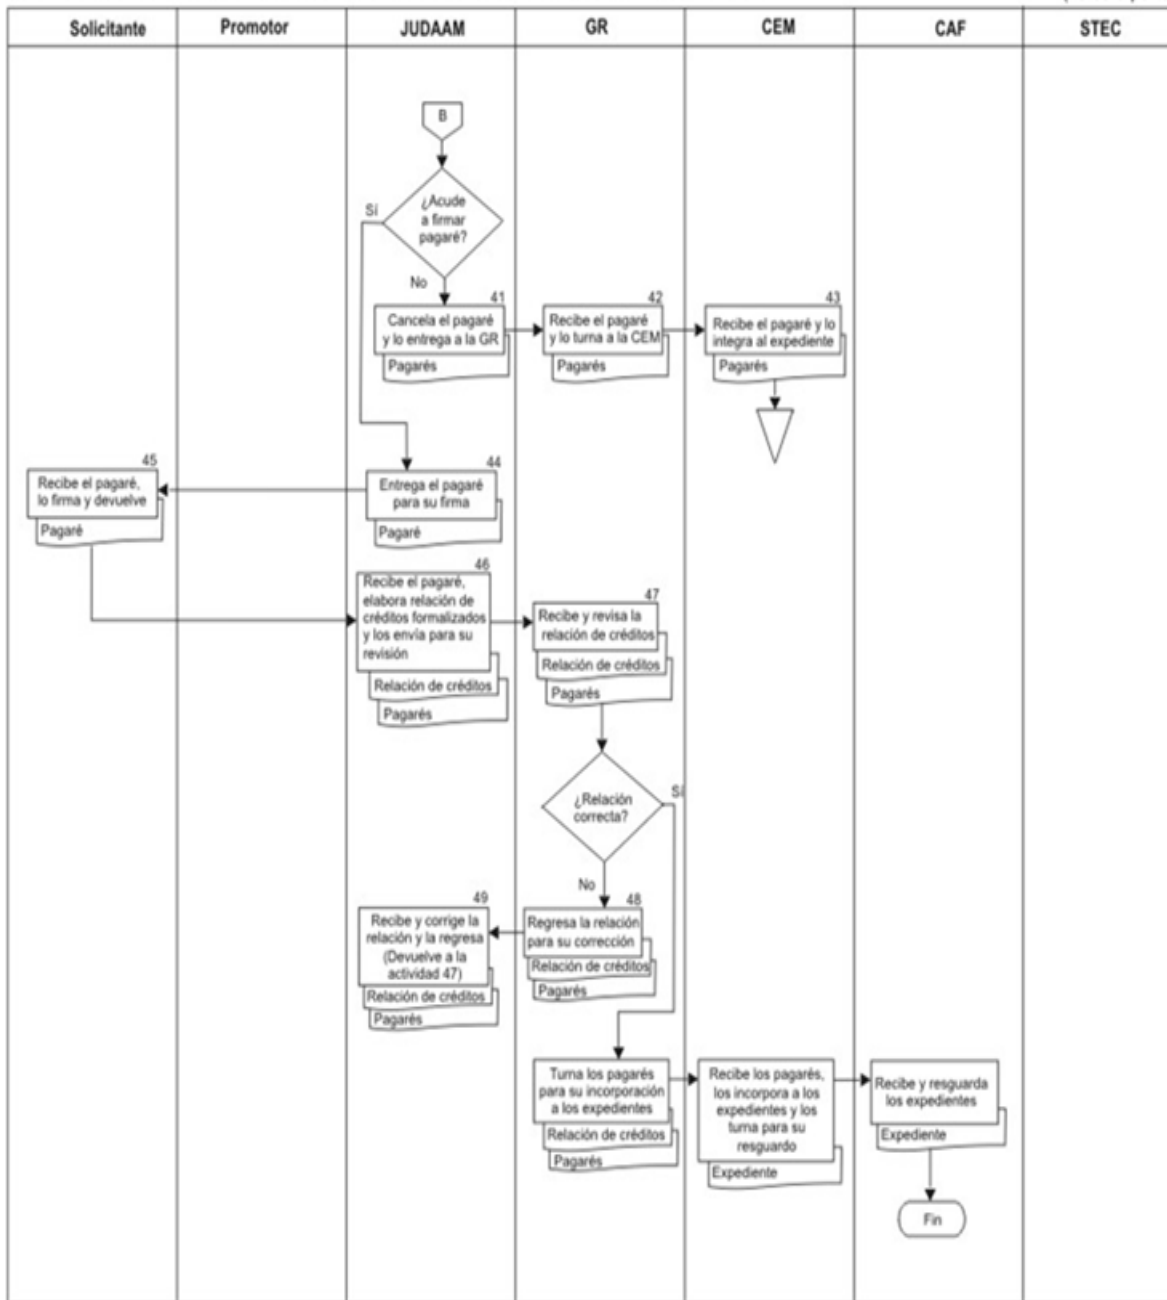 Solicitante
Promotor
JUDAAM
GR
CEM
CAF
STEC
B
¿Acude
a firmar
pagaré?
Sí
No
41
Cancela el pagaré
y lo entrega a la GR
Pagarés
42
Recibe el pagaré
y lo turna a la CEM
Pagarés
43
Recibe el pagaré y lo
integra al expediente
Pagarés
45
Recibe el pagaré,
lo firma y devuelve
Pagaré
44
Entrega el pagaré
para su firma
Pagaré
46
Recibe el pagaré,
elabora relación de
créditos formalizados
y los envía para su
revisión
Relación de créditos
Pagarés
47
Recibe y revisa la
relación de créditos
Relación de créditos
Pagarés
¿Relación
correcta?
Sí
No
49
Recibe y corrige la
relación y la regresa
(Devuelve a la
actividad 47)
Relación de créditos
Pagarés
48
Regresa la relación
para su corrección
Relación de créditos
Pagarés
Turna los pagarés
para su incorporación
a los expedientes
Relación de créditos
Pagarés
Recibe los pagarés,
los incorpora a los
expedientes y los
turna para su
resguardo
Expediente
Recibe y resguarda
los expedientes
Expediente
Fin